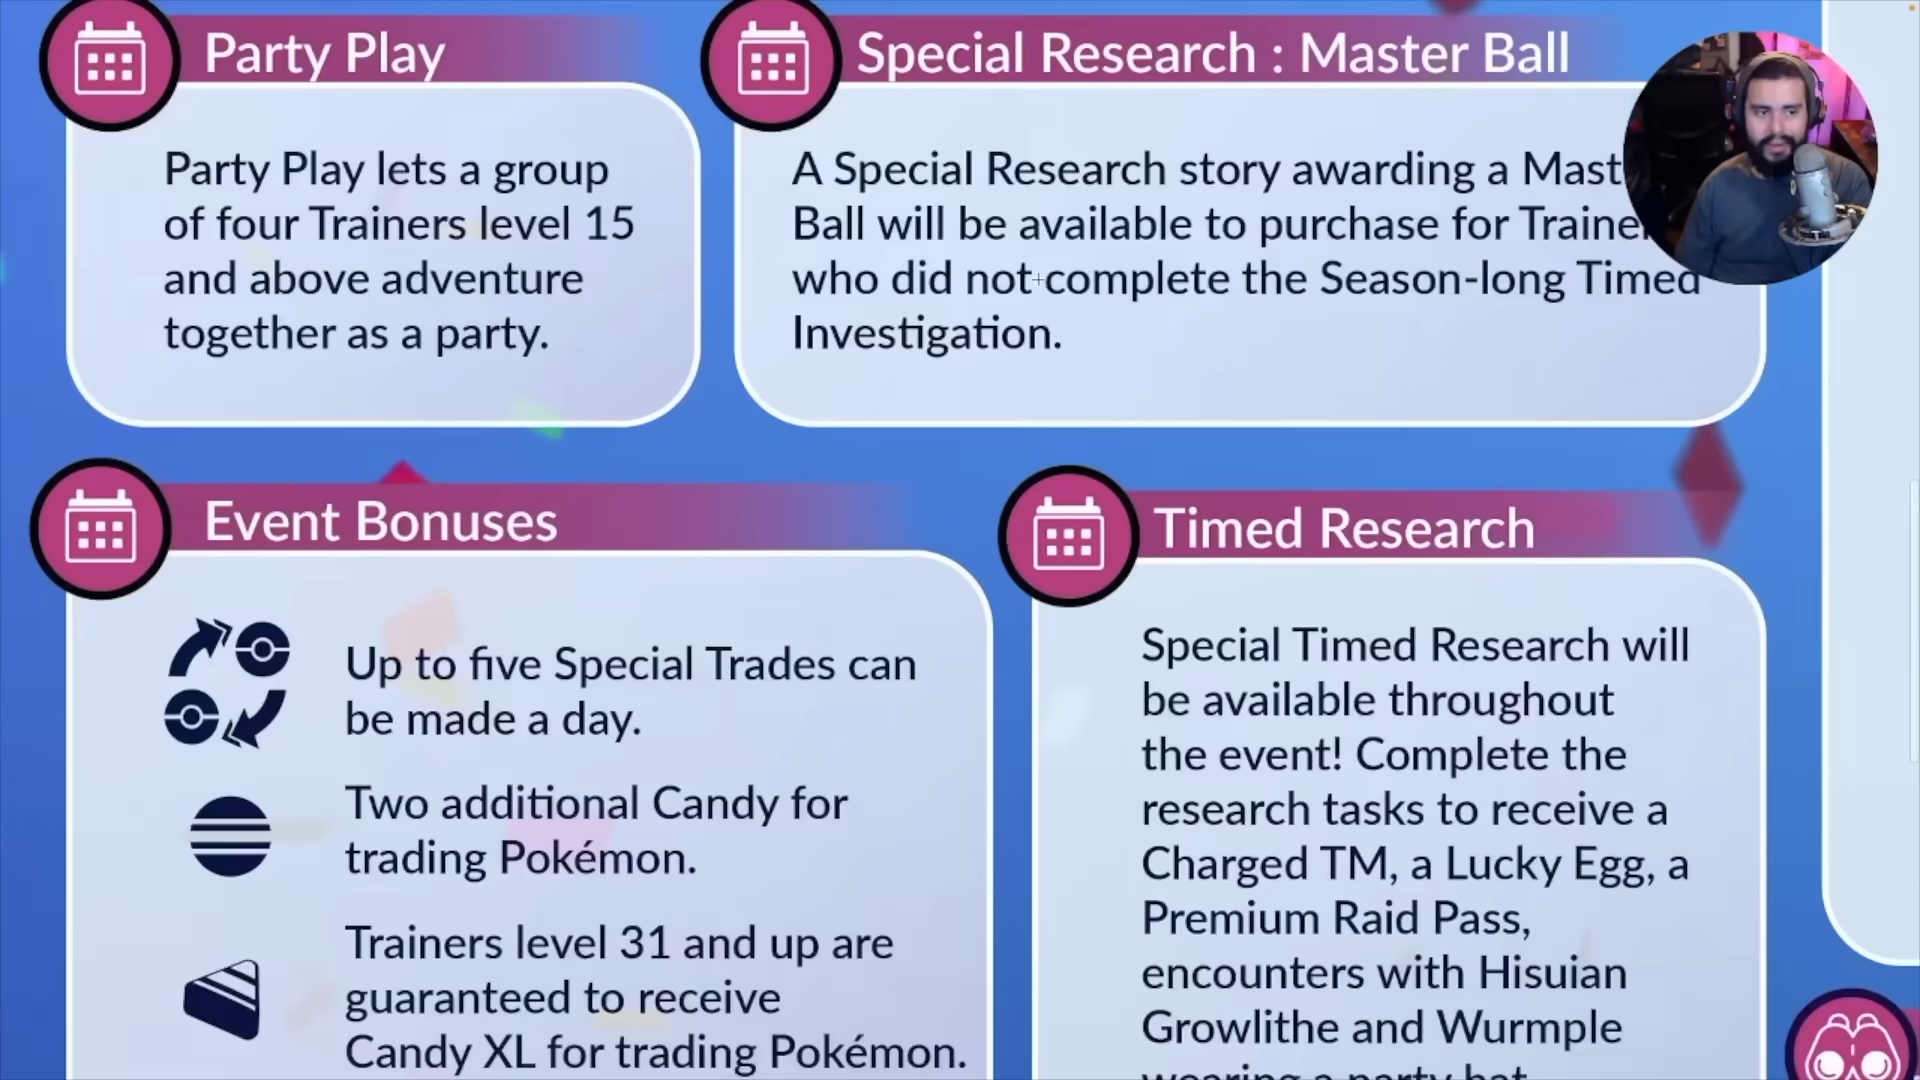 Party Play
Party Play lets a group
of four Trainers level 15
and above adventure
together as a party.
Special Research : Master Ball
A Special Research story awarding a
Ball will be available to purchase for
who did not complete the Season-long Timed
Investigation.
Event Bonuses
Up to five Special Trades can
be made a day.
Two additional Candy for
trading Pokémon.
Trainers level 31 and up are
guaranteed to receive
Candy XL for trading Pokémon.
Timed Research
Special Timed Research will
be available throughout
the event! Complete the
research tasks to receive a
Charged TM, a Lucky Egg, a
Premium Raid Pass,
encounters with Hisuian
Growlithe and Wurmple
wearing a party hat